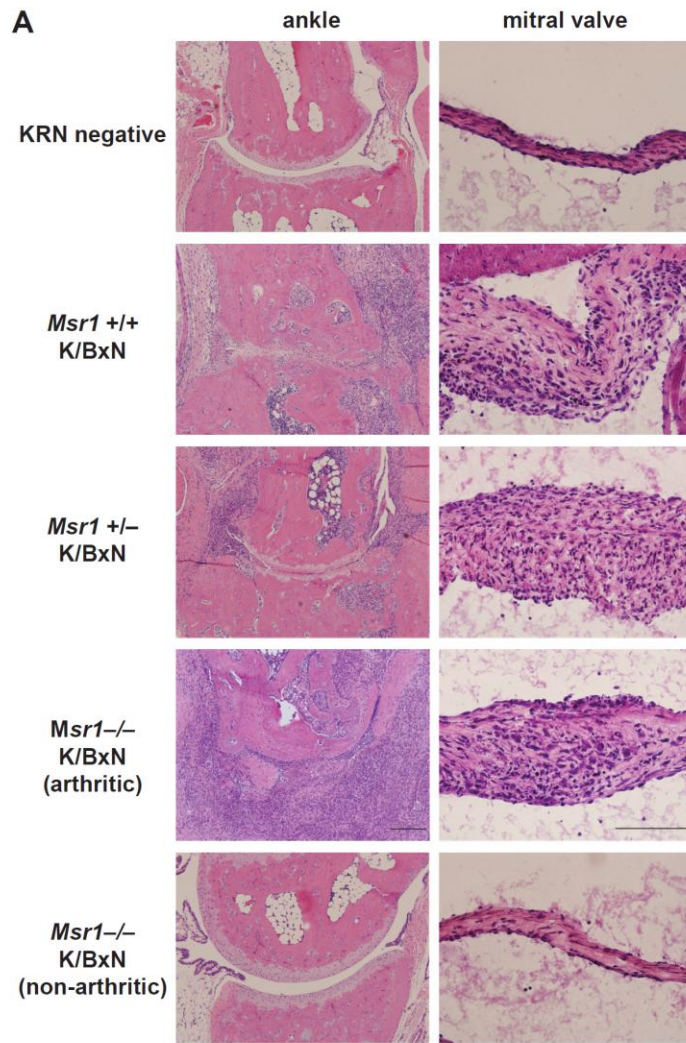 A
ankle
mitral valve
KRN negative
Msr1 +/+
K/BxN
Msr1 +/–
K/BxN
Msr1–/–
K/BxN
(arthritic)
Msr1–/–
K/BxN
(non-arthritic)